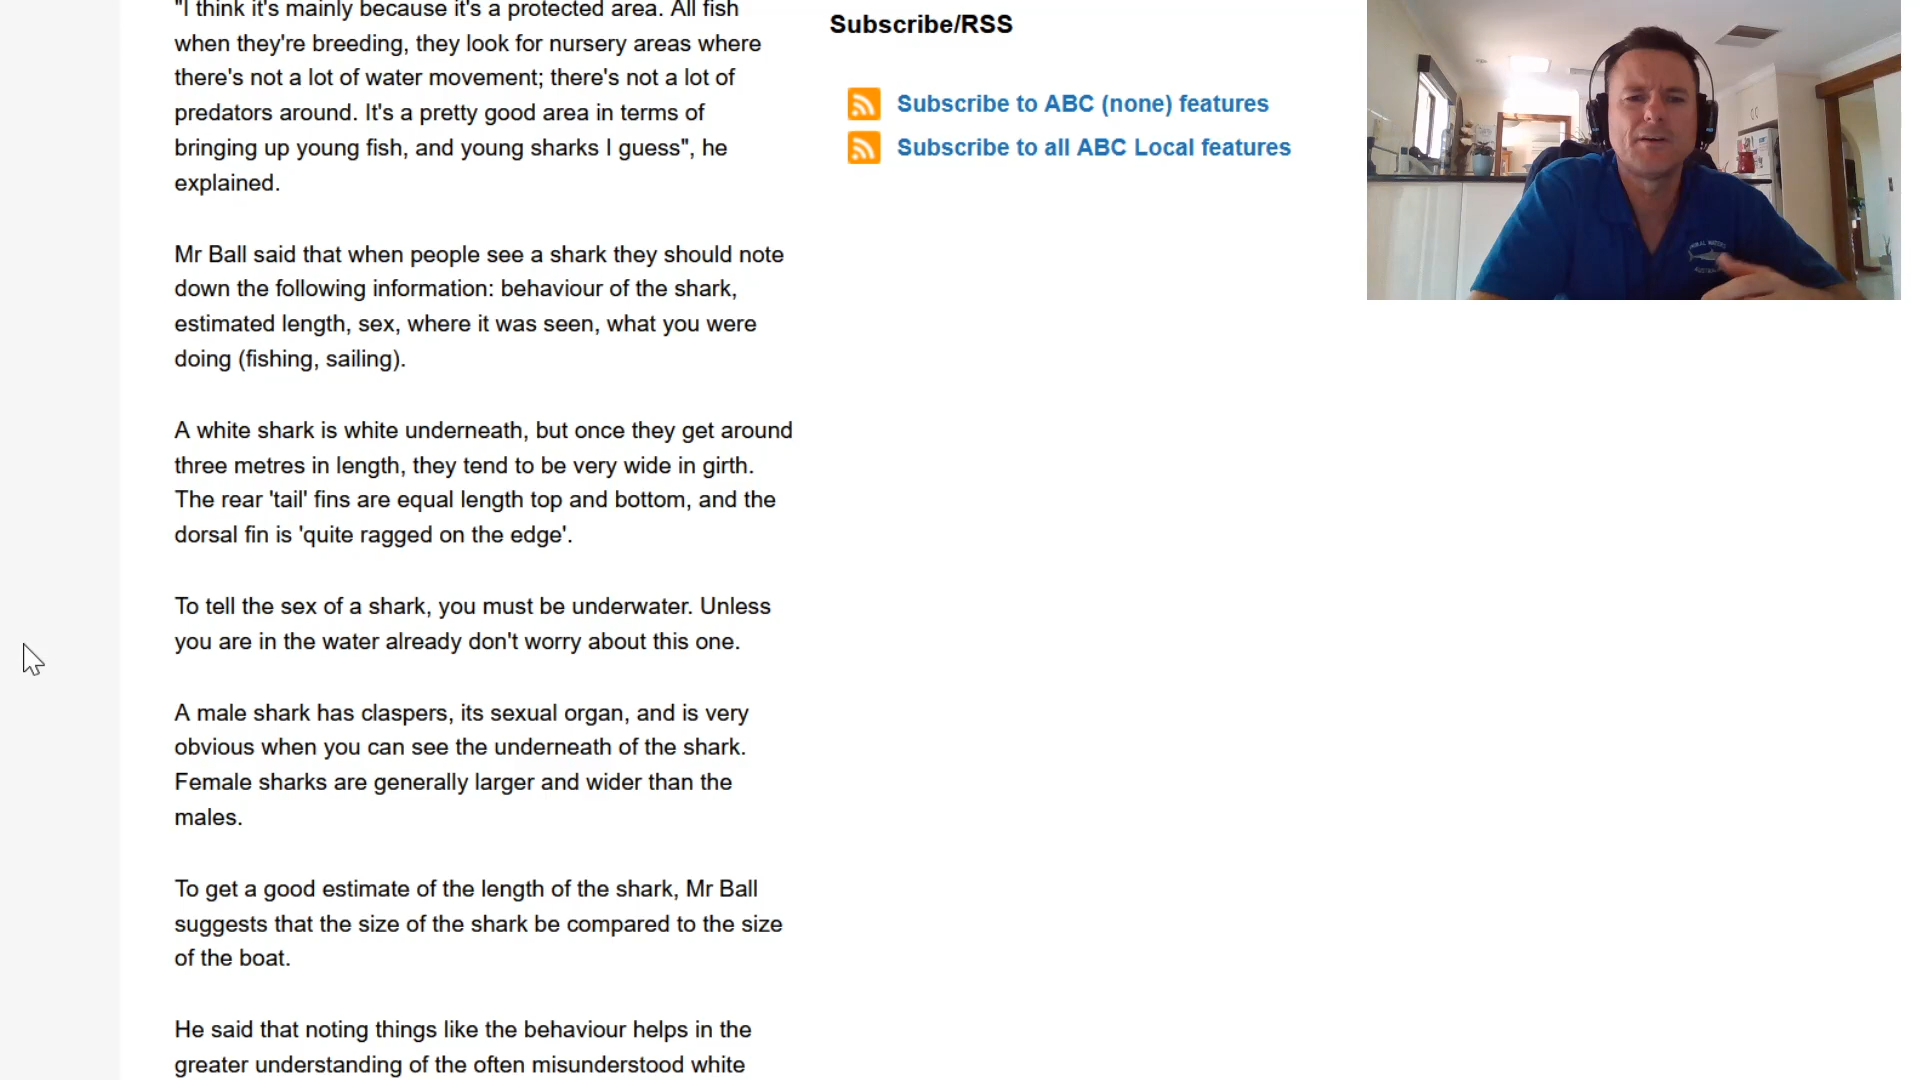 "I think it's mainly because it's a protected area. All fish
when they're breeding, they look for nursery areas where
there's not a lot of water movement; there's not a lot of
predators around. It's a pretty good area in terms of
bringing up young fish, and young sharks I guess", he
explained.
Mr Ball said that when people see a shark they should note
down the following information: behaviour of the shark,
estimated length, sex, where it was seen, what you were
doing (fishing, sailing).
A white shark is white underneath, but once they get around
three metres in length, they tend to be very wide in girth.
The rear 'tail' fins are equal length top and bottom, and the
dorsal fin is 'quite ragged on the edge'.
To tell the sex of a shark, you must be underwater. Unless
you are in the water already don't worry about this one.
A male shark has claspers, its sexual organ, and is very
obvious when you can see the underneath of the shark.
Female sharks are generally larger and wider than the
males.
To get a good estimate of the length of the shark, Mr Ball
suggests that the size of the shark be compared to the size
of the boat.
He said that noting things like the behaviour helps in the
greater understanding of the often misunderstood white
Subscribe/RSS
Subscribe to ABC (none) features
Subscribe to all ABC Local features